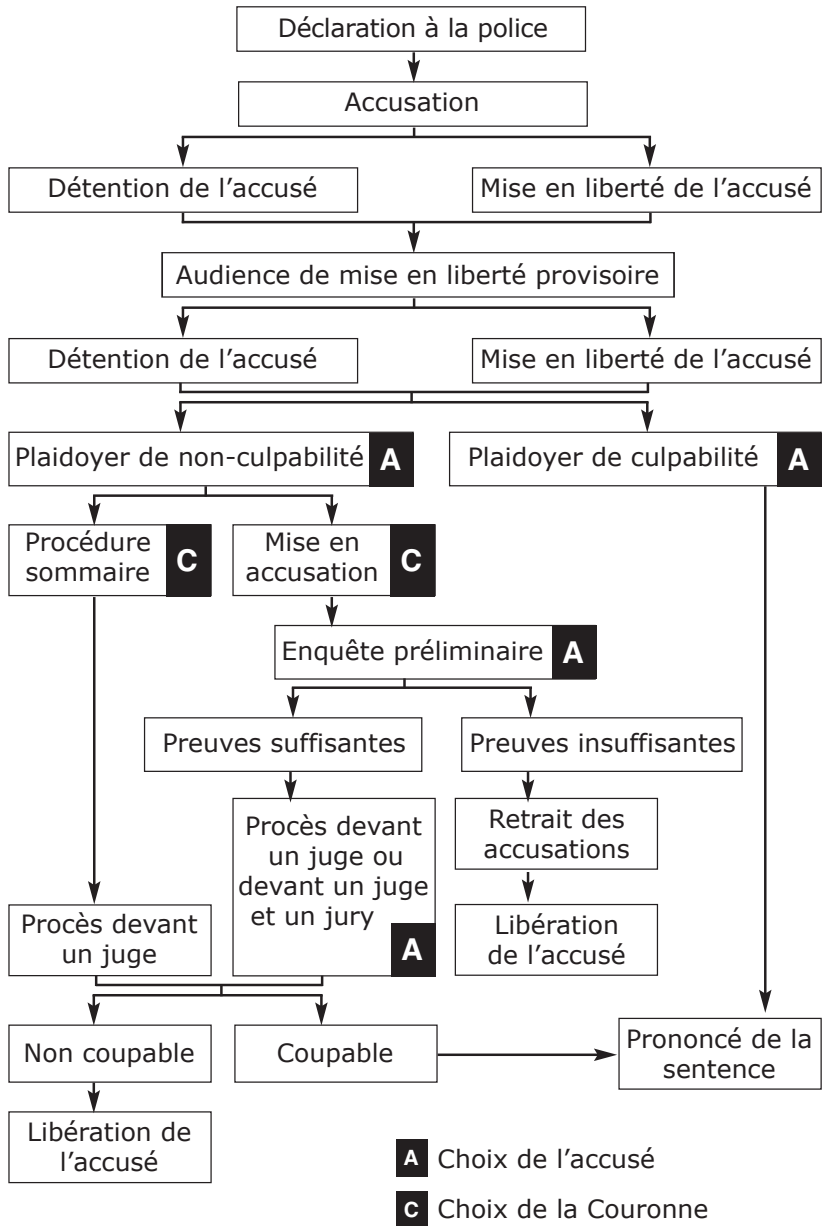 Déclaration à la police
Accusation
Détention de l'accusé
Mise en liberté de l'accusé
Audience de mise en liberté provisoire
Détention de l'accusé
Mise en liberté de l'accusé
Plaidoyer de non-culpabilité A
Plaidoyer de culpabilité A
Procédure
sommaire C
Mise en
accusation C
Enquête préliminaire A
Preuves suffisantes
Preuves insuffisantes
Procès devant
un juge ou
devant un juge
et un jury
A
Retrait des
accusations
Procès devant
un juge
Libération
de l'accusé
Non coupable
Coupable
Prononcé de la
sentence
Libération de
l'accusé
A Choix de l'accusé
C Choix de la Couronne